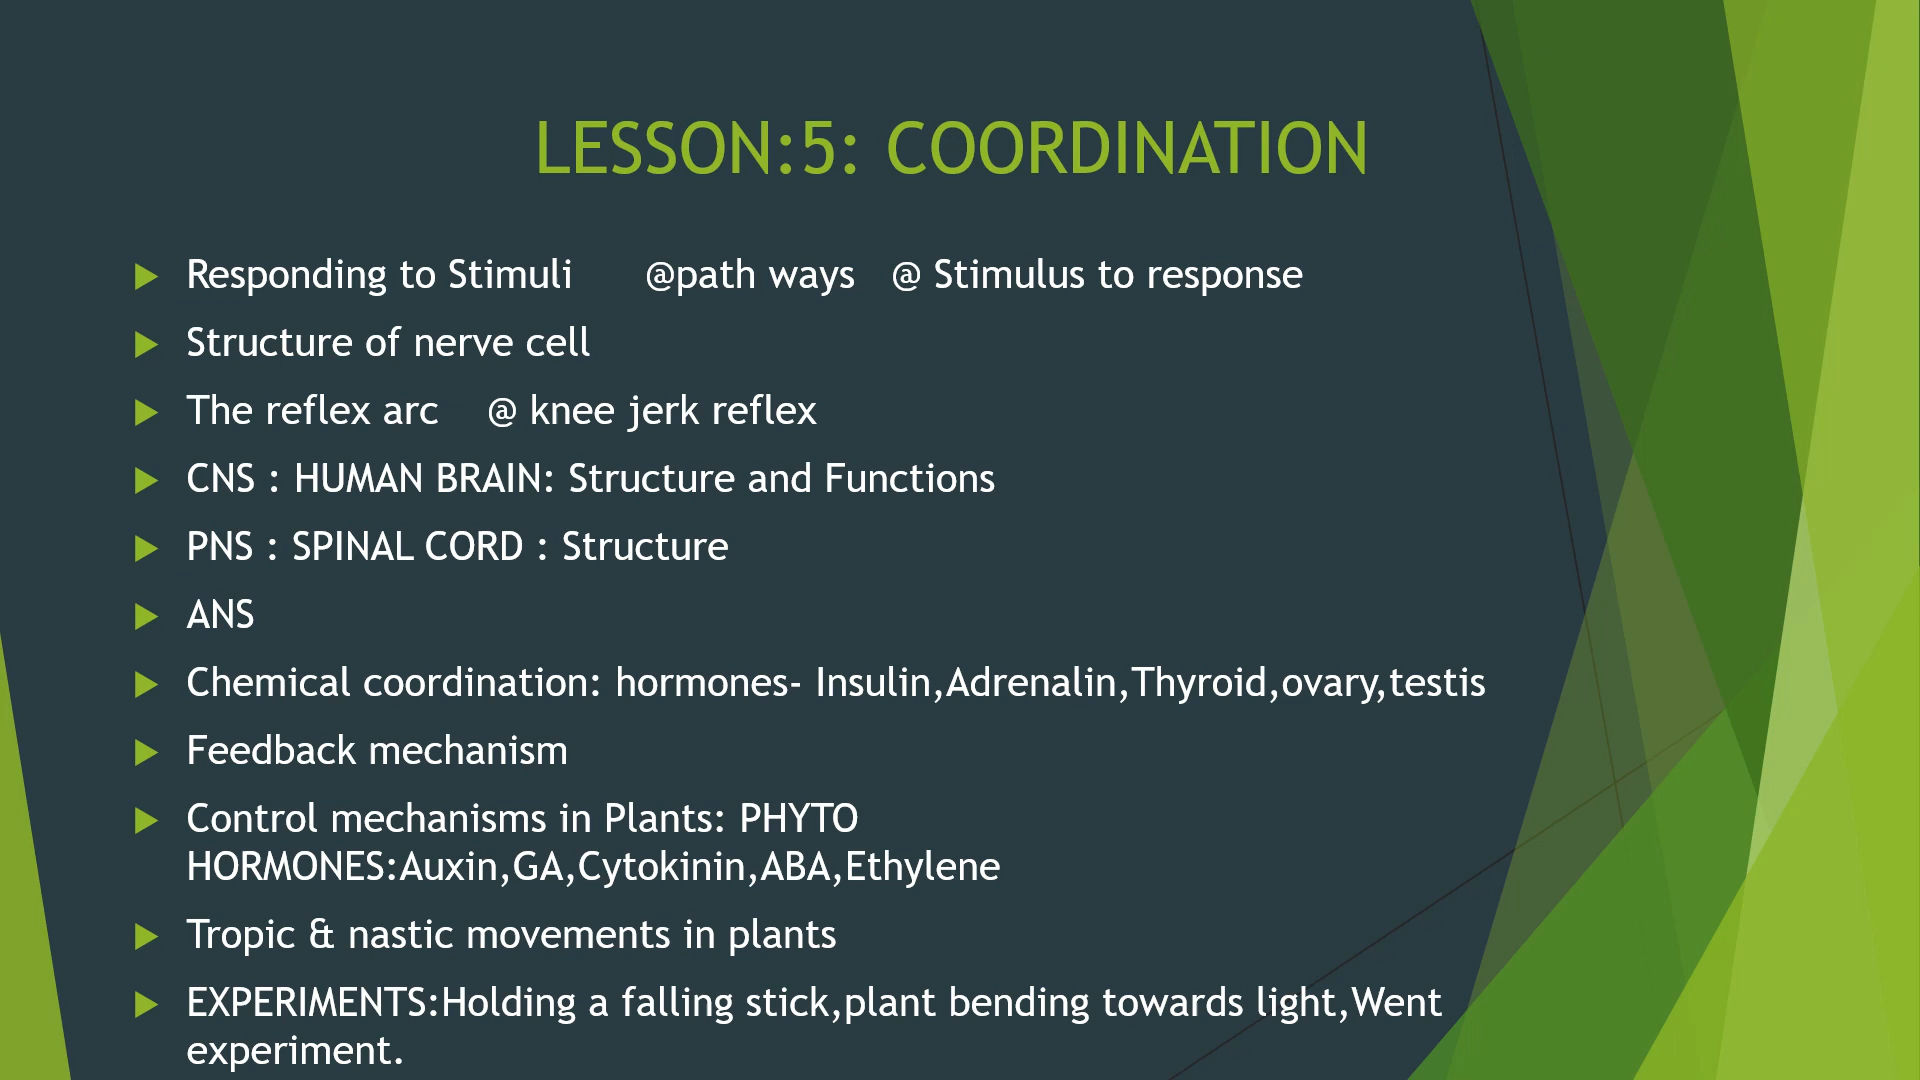 LESSON:5: COORDINATION
Responding to Stimuli @path ways @ Stimulus to response
Structure of nerve cell
The reflex arc @ knee jerk reflex
CNS : HUMAN BRAIN: Structure and Functions
PNS : SPINAL CORD : Structure
ANS
Chemical coordination: hormones- Insulin,Adrenalin,Thyroid,ovary,testis
Feedback mechanism
Control mechanisms in Plants: PHYTO
HORMONES:Auxin,GA,Cytokinin,ABA,Ethylene
Tropic & nastic movements in plants
EXPERIMENTS:Holding a falling stick,plant bending towards light,Went
experiment.